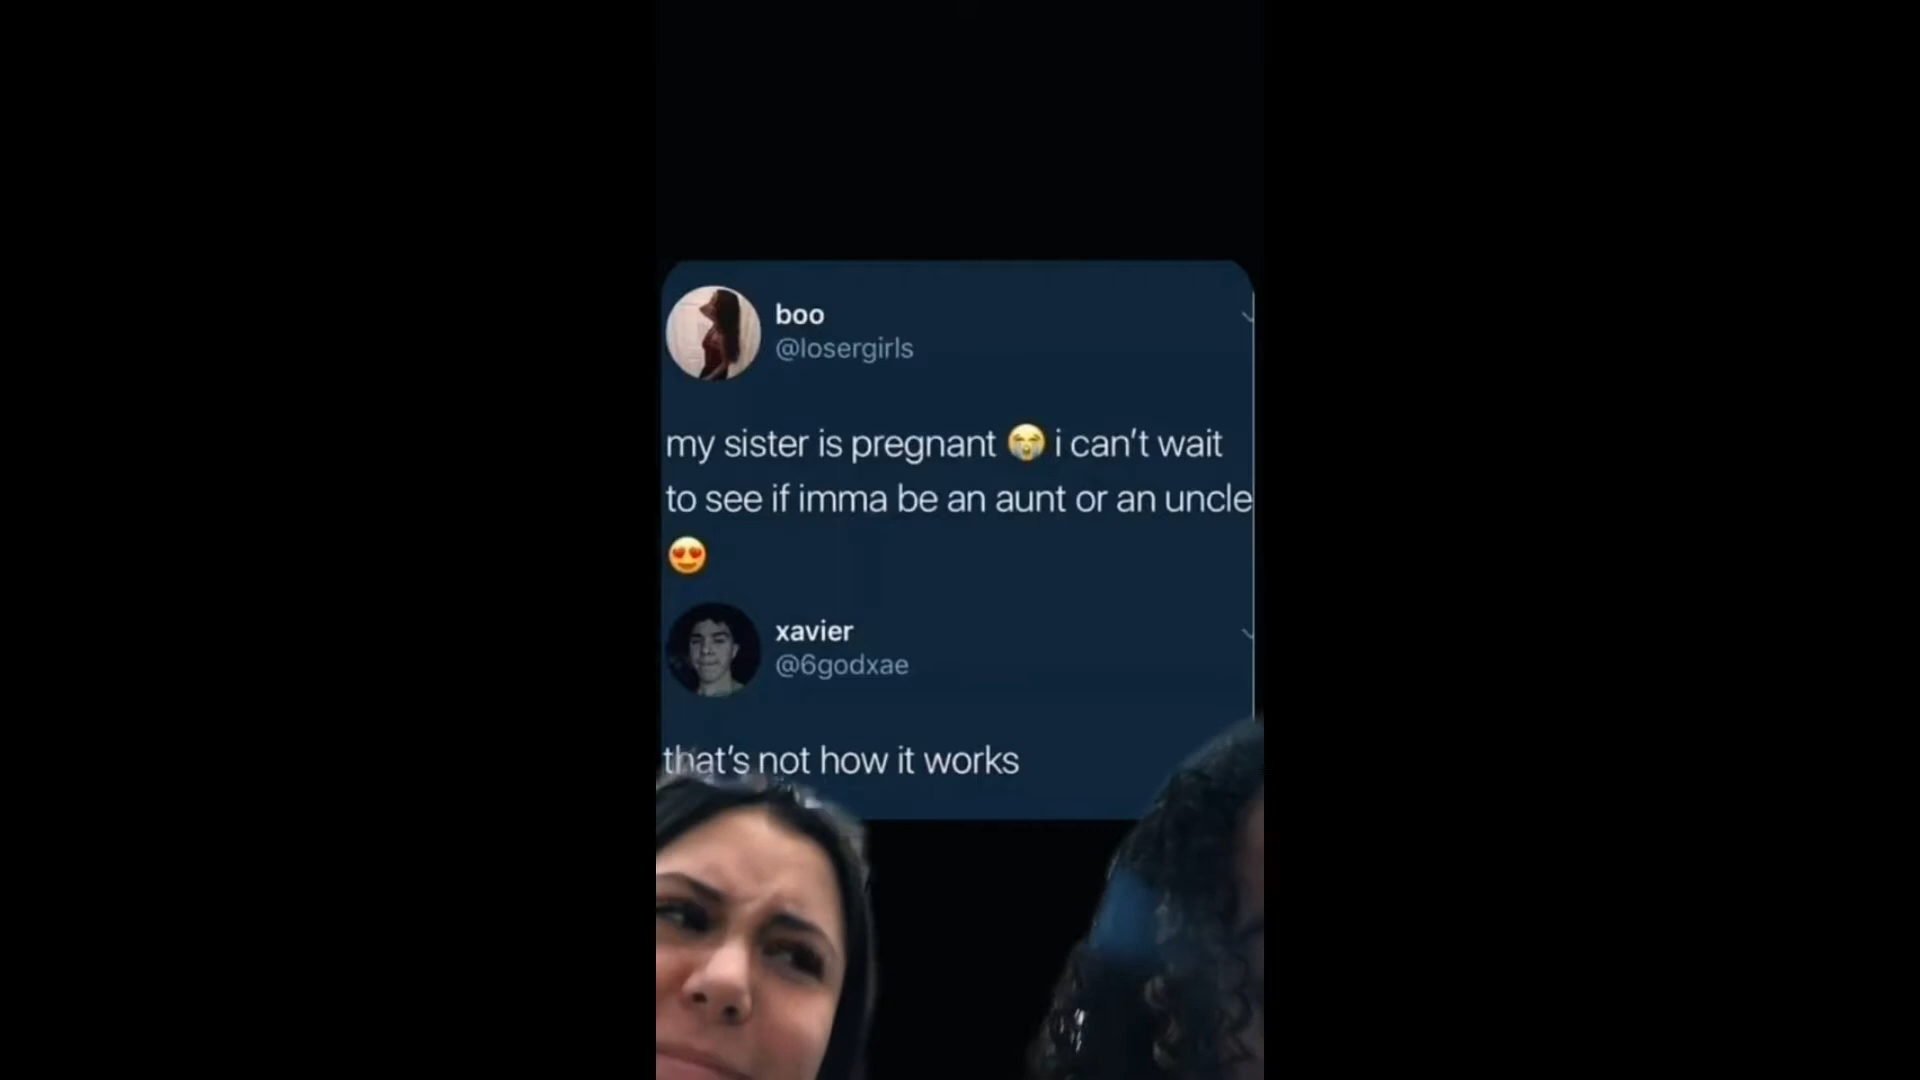 boo
@losergirls
my sister is pregnant 😭 i can't wait
to see if imma be an aunt or an uncle
😍
xavier
@6godxae
that's not how it works